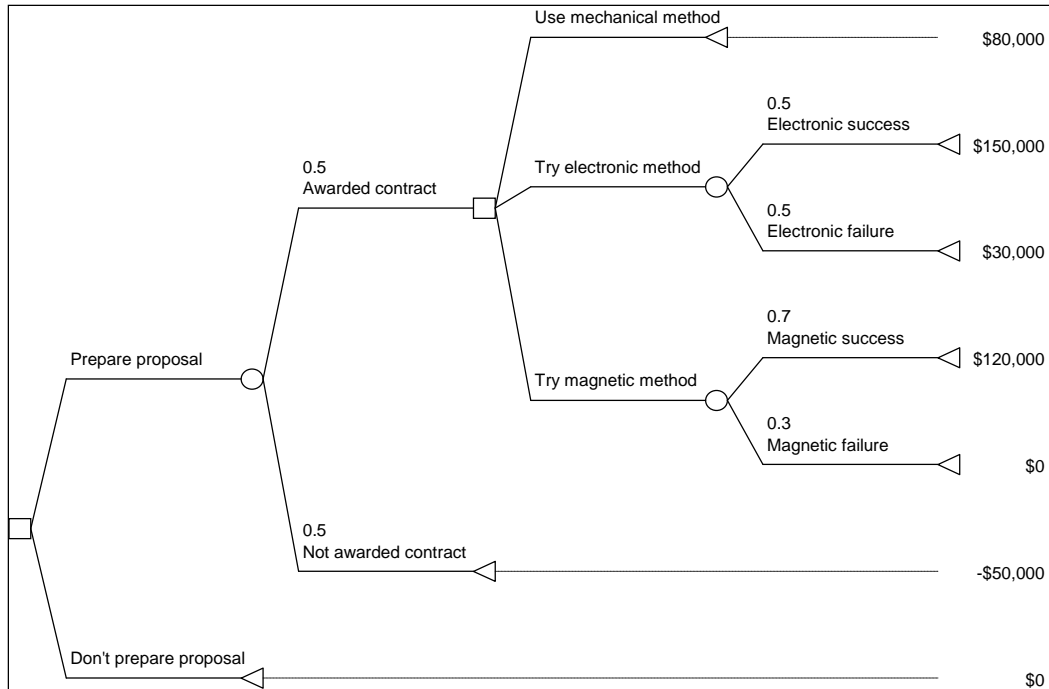 Use mechanical method
$80,000
0.5
Electronic success
$150,000
0.5
Awarded contract
Try electronic method
0.5
Electronic failure
$30,000
0.7
Magnetic success
$120,000
Prepare proposal
Try magnetic method
0.3
Magnetic failure
$0
0.5
Not awarded contract
-$50,000
Don't prepare proposal
$0